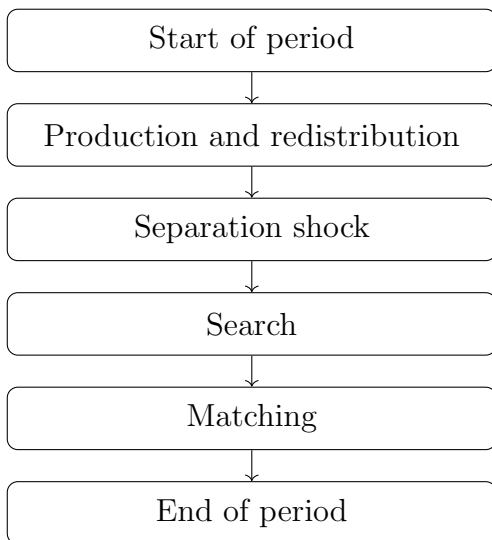 Start of period
Production and redistribution
Separation shock
Search
Matching
End of period